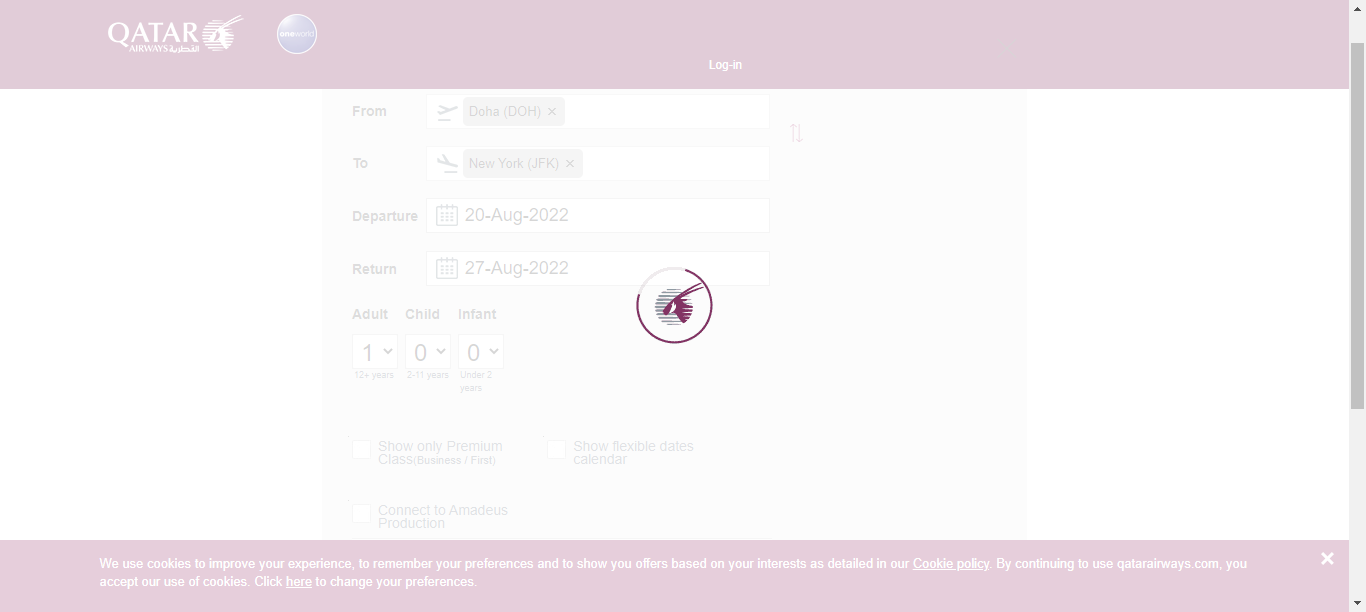 QATAR
AIRWAYS القطرية
oneworld
Log-in
From
Doha (DOH) ×
To
New York (JFK) ×
Departure
20-Aug-2022
Return
27-Aug-2022
Adult Child Infant
1 0 0
12+ years 2-11 years Under 2
years
Show only Premium
Class(Business / First)
Show flexible dates
calendar
Connect to Amadeus
Production
We use cookies to improve your experience, to remember your preferences and to show you offers based on your interests as detailed in our Cookie policy. By continuing to use qatarairways.com, you
accept our use of cookies. Click here to change your preferences.